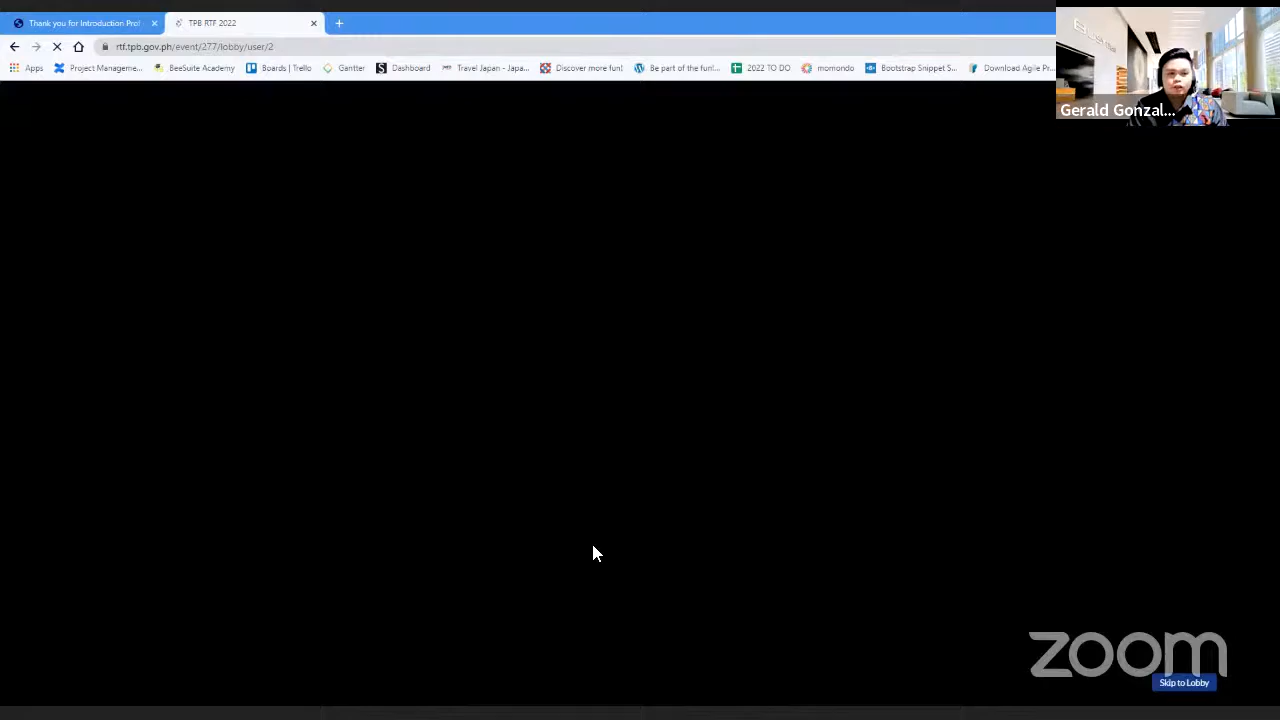 Thank you for Introduction Prof
TPB RTF 2022
rtf.tpb.gov.ph/event/277/lobby/user/2
Apps
Project Manageme...
BeeSuite Academy
Boards | Trello
Gantter
Dashboard
Travel Japan - Japa...
Discover more fun!
Be part of the fun!...
2022 TO DO
momondo
Bootstrap Snippet S...
Download Agile Pr...
Gerald Gonzal...
zoom
Skip to Lobby